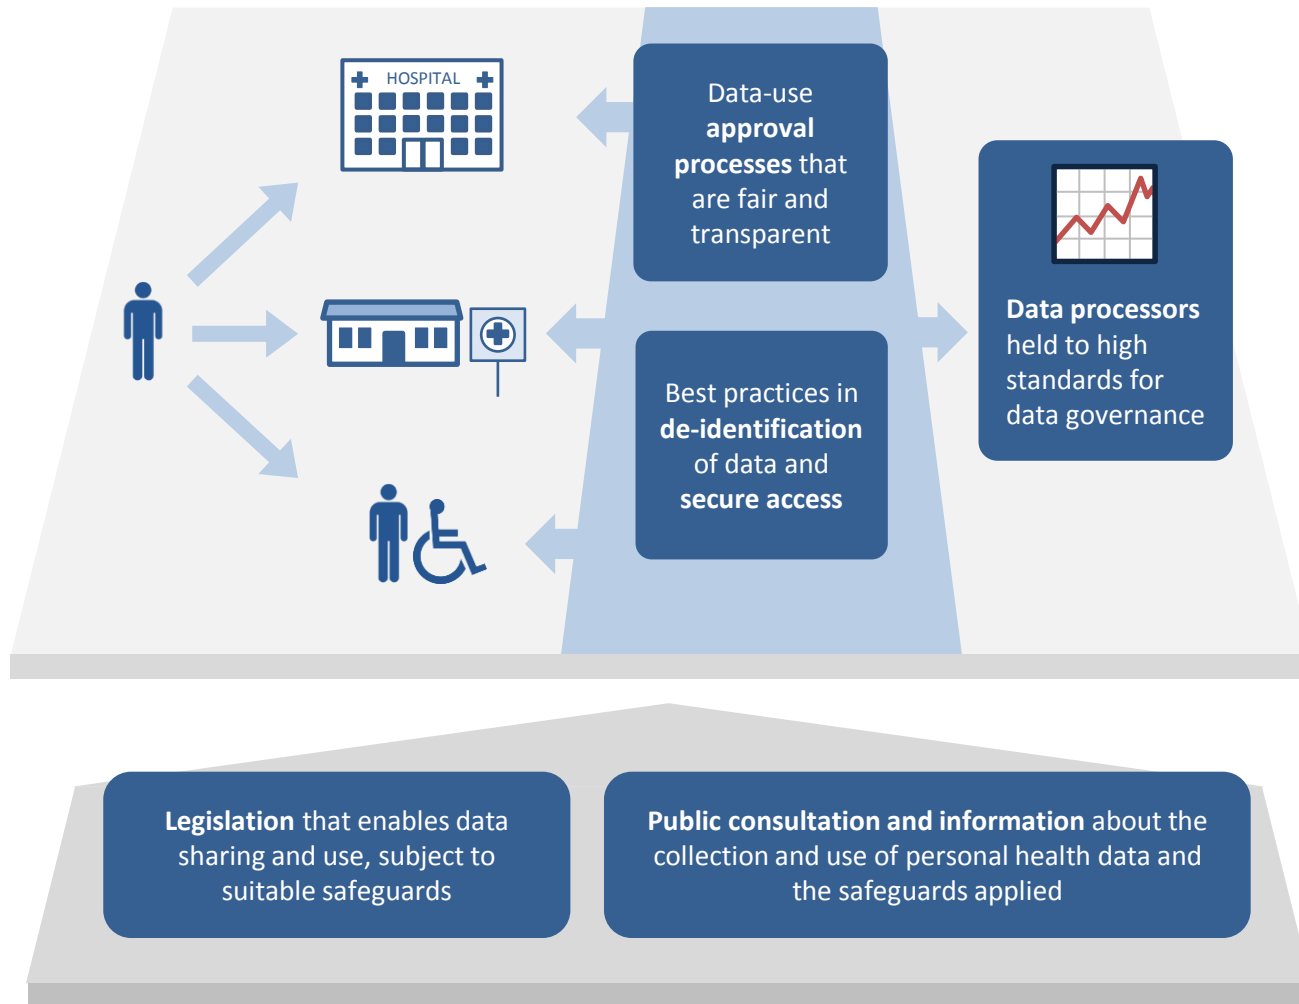 HOSPITAL
Data-use
approval
processes that
are fair and
transparent
Best practices in
de-identification
of data and
secure access
Data processors
held to high
standards for
data governance
Legislation that enables data
sharing and use, subject to
suitable safeguards
Public consultation and information about the
collection and use of personal health data and
the safeguards applied